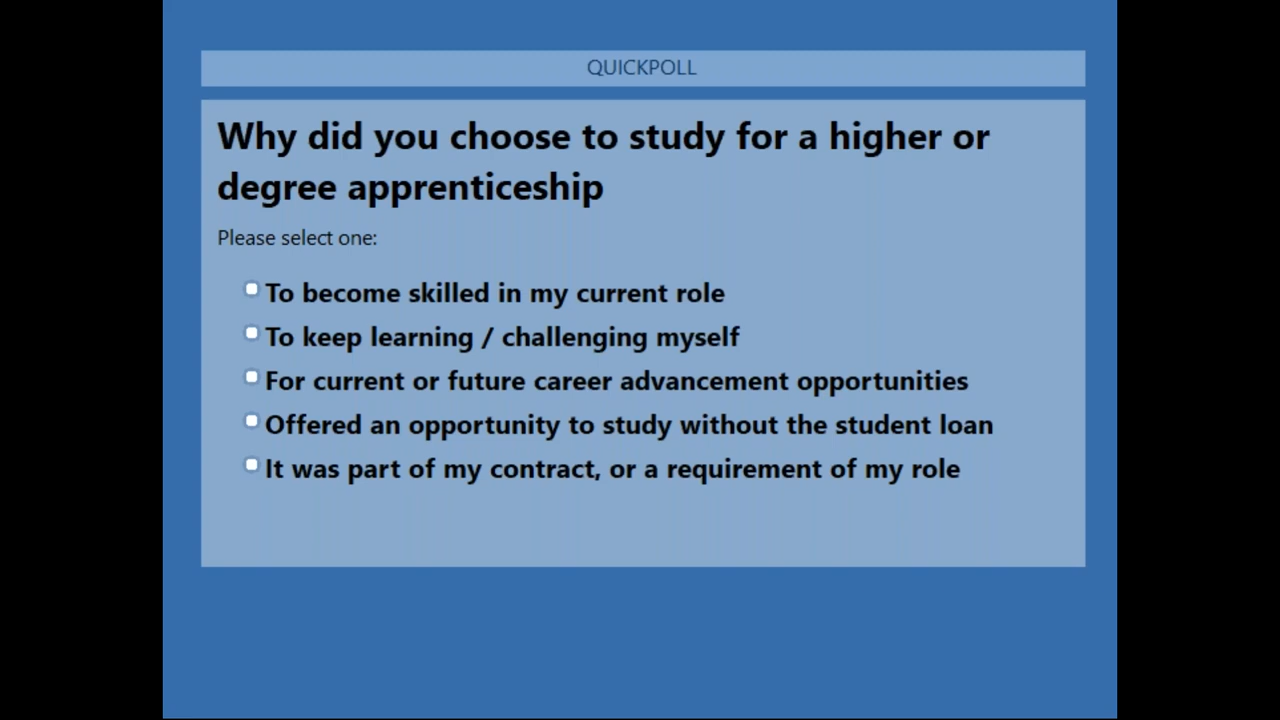 QUICKPOLL
Why did you choose to study for a higher or
degree apprenticeship
Please select one:
To become skilled in my current role
To keep learning / challenging myself
For current or future career advancement opportunities
Offered an opportunity to study without the student loan
It was part of my contract, or a requirement of my role